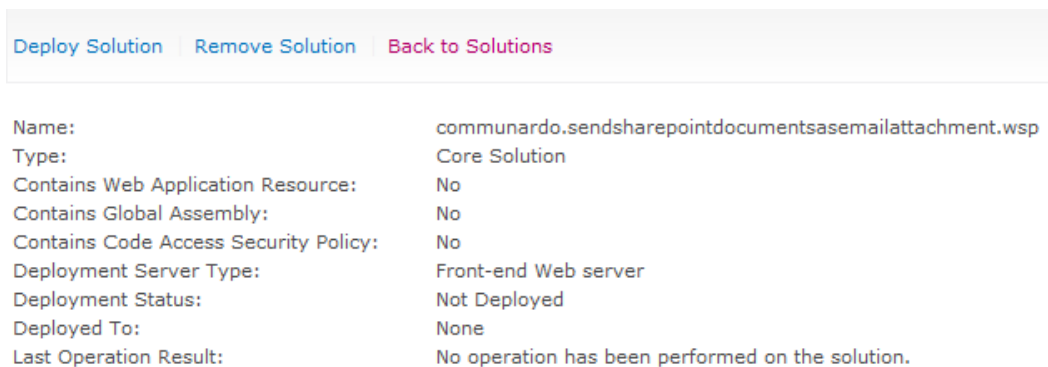 Deploy Solution | Remove Solution | Back to Solutions
Name: communardo.sendsharepointdocumentsasemailattachment.wsp
Type: Core Solution
Contains Web Application Resource: No
Contains Global Assembly: No
Contains Code Access Security Policy: No
Deployment Server Type: Front-end Web server
Deployment Status: Not Deployed
Deployed To: None
Last Operation Result: No operation has been performed on the solution.